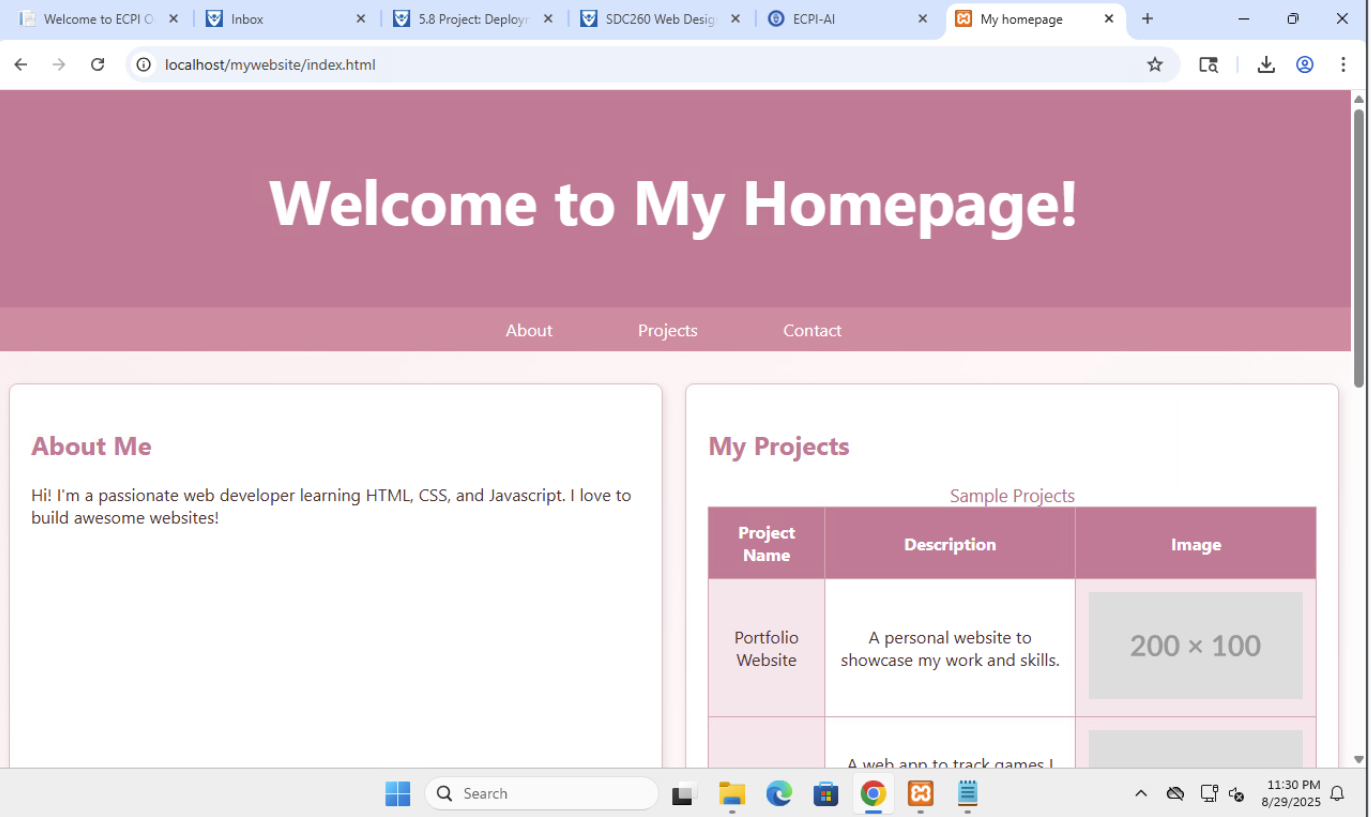 Welcome to ECPI O
Inbox
5.8 Project: Deploym
SDC260 Web Desig
ECPI-AI
My homepage
localhost/mywebsite/index.html
Welcome to My Homepage!
About
Projects
Contact
About Me
Hi! I'm a passionate web developer learning HTML, CSS, and Javascript. I love to
build awesome websites!
My Projects
Sample Projects
Project
Name
Description
Image
Portfolio
Website
A personal website to
showcase my work and skills.
200 × 100
A web app to track games I
Search
11:30 PM
8/29/2025